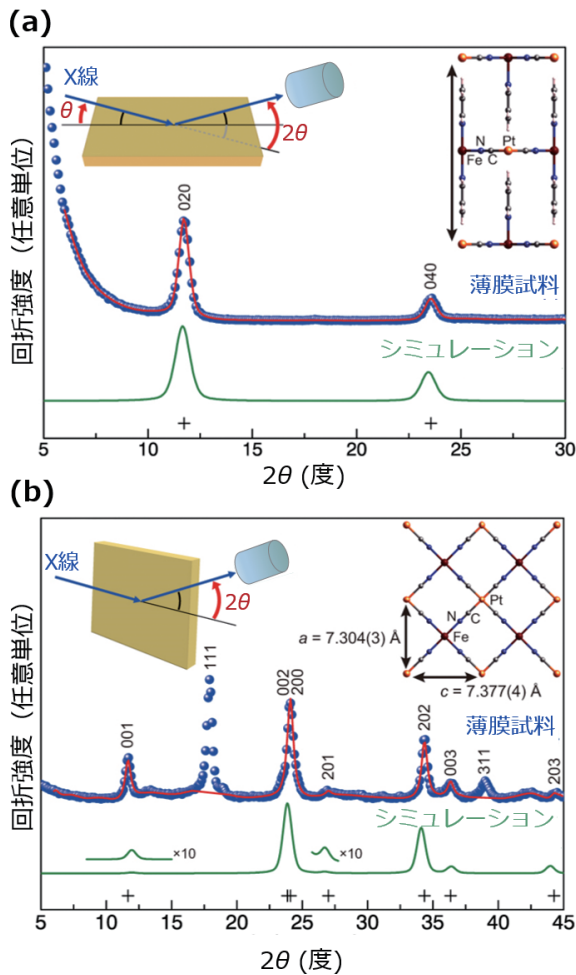 (a)
X線
θ
2θ
N
Pt
Fe
C
020
040
薄膜試料
シミュレーション
回折強度（任意単位）
5
10
15
20
25
30
2θ (度)
(b)
X線
2θ
Pt
N
C
Fe
a = 7.304(3) Å
c = 7.377(4) Å
111
002
200
001
202
201
003
311
203
薄膜試料
シミュレーション
×10
×10
回折強度（任意単位）
5
10
15
20
25
30
35
40
45
2θ (度)